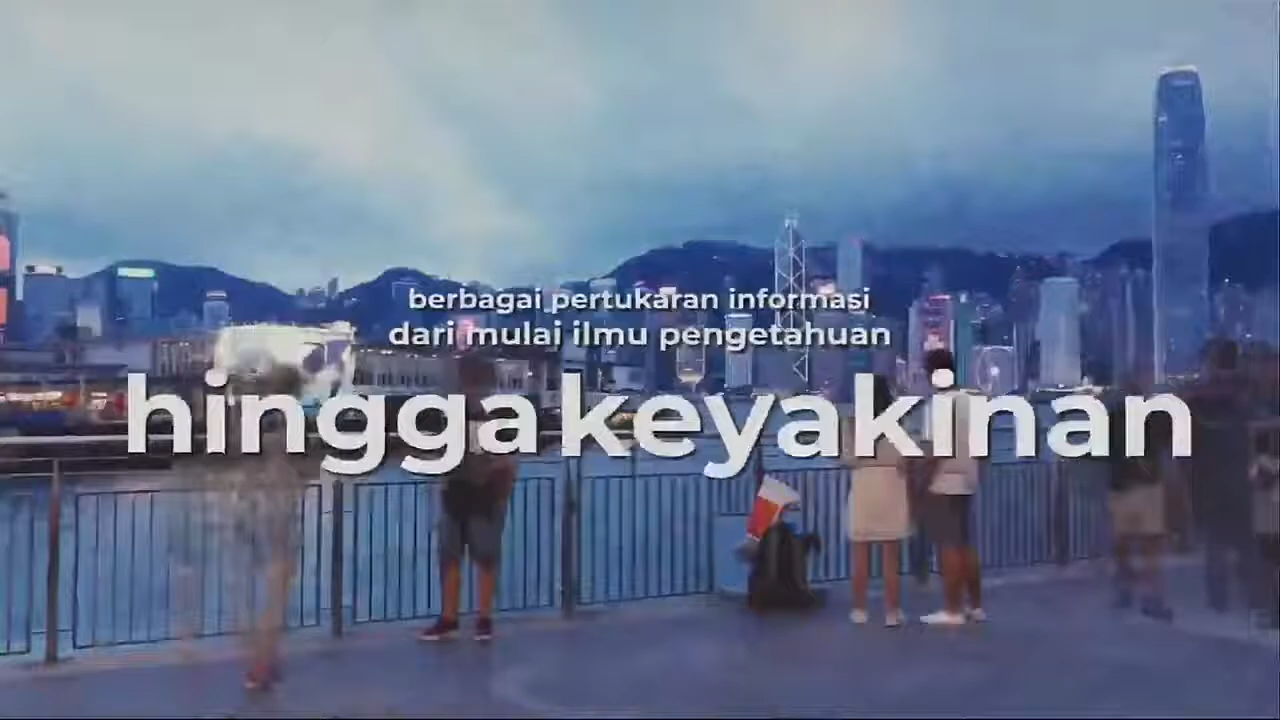 berbagai pertukaran informasi
dari mulai ilmu pengetahuan
hinggakeyakinan